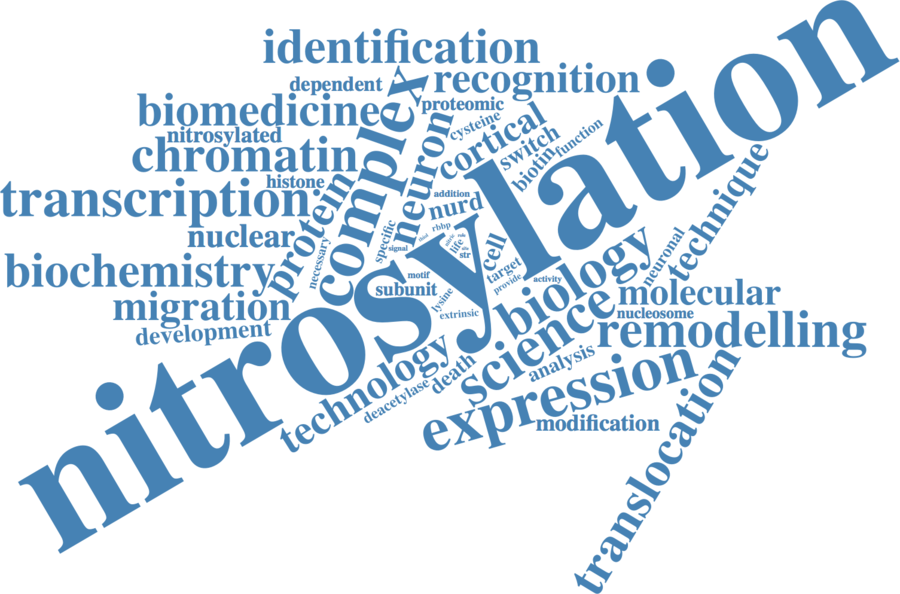 identification
dependent
recognition
biomedicine
complex
proteomic
nitrosylated
neuron
cysteine
cortical
switch
biotin
function
chromatin
histone
transcription
protein
addition
nurd
rbbp
nitrosylation
technique
nuclear
necessary
specific
signal
life
str
cell
neuronal
biochemistry
motif
target
provide
activity
biology
subunit
lysine
extrinsic
migration
molecular
nucleosome
development
science
remodelling
technology
death
deacetylase
analysis
expression
modification
translocation